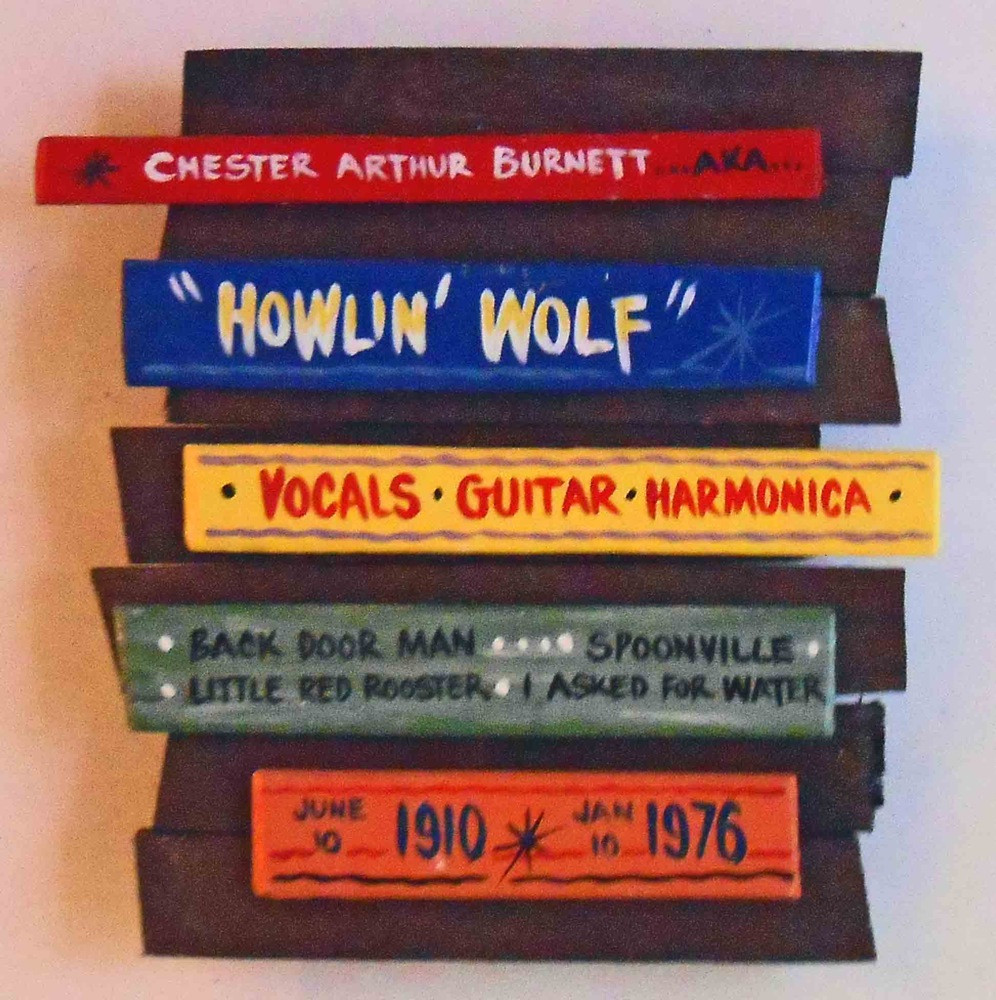 CHESTER ARTHUR BURNETT....AKA....
"HOWLIN' WOLF"
• VOCALS • GUITAR • HARMONICA •
• BACK DOOR MAN •••• SPOONVILLE •
• LITTLE RED ROOSTER • I ASKED FOR WATER
JUNE 10 1910 JAN 10 1976